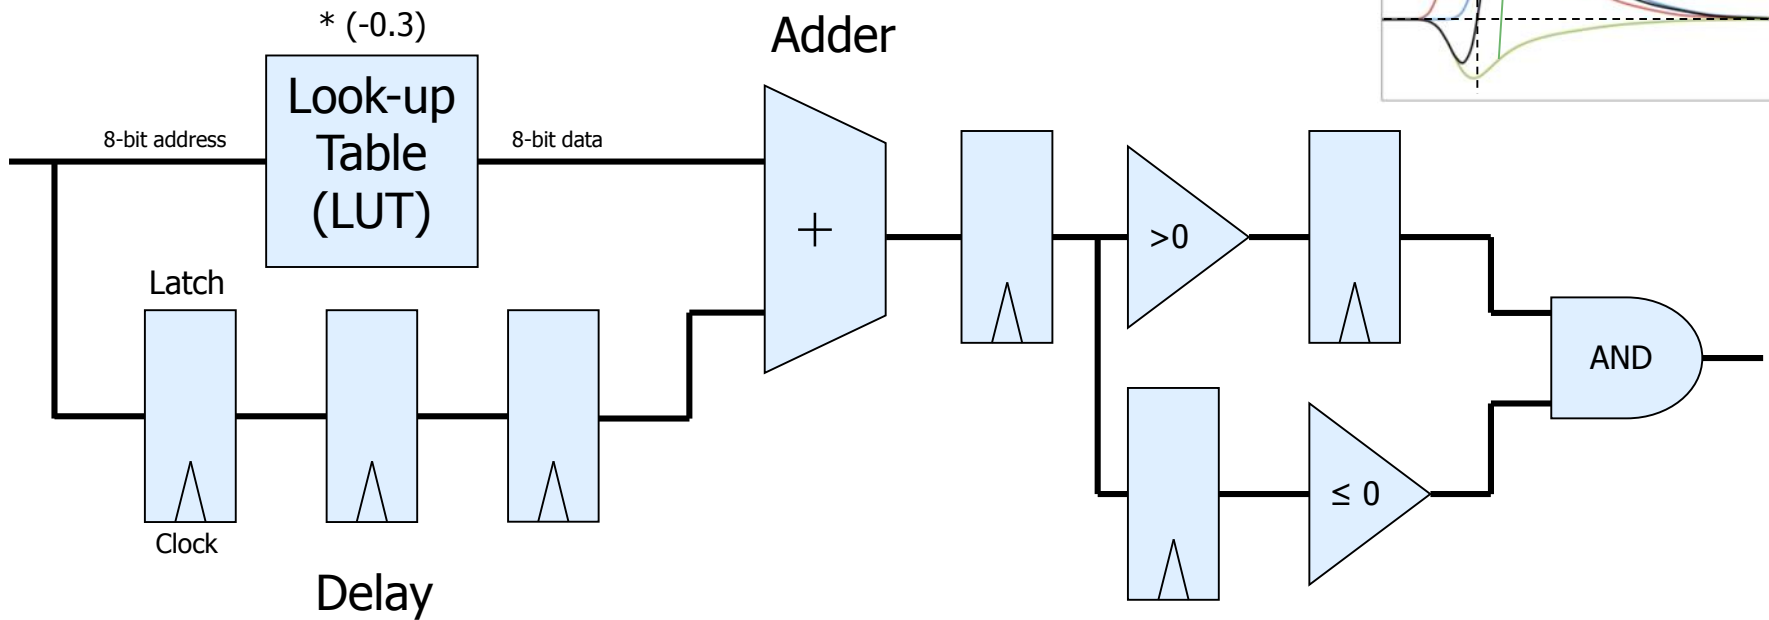 * (-0.3)
Adder
Look-up
Table
(LUT)
8-bit address
8-bit data
+
>0
Latch
AND
≤ 0
Clock
Delay